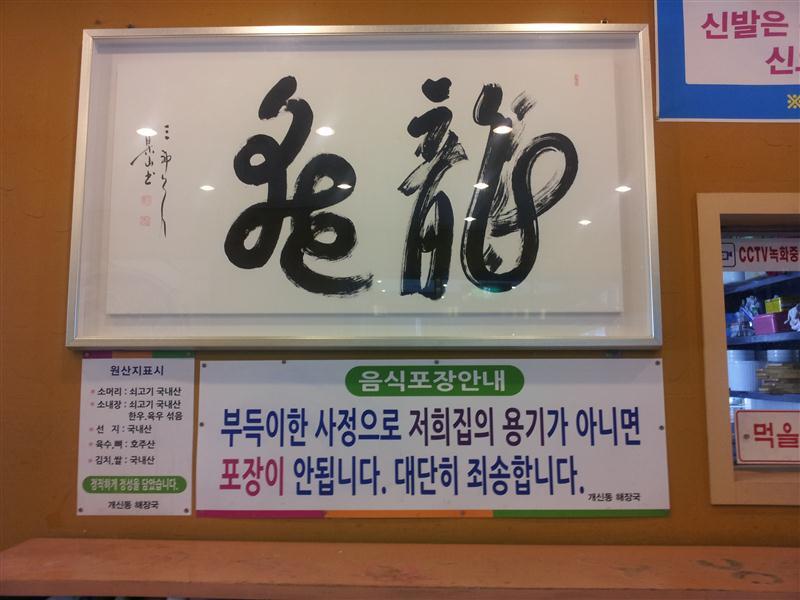 신발은
신
※
龍
CCTV녹화중
원산지표시
* 소머리 : 쇠고기 국내산
* 소내장 : 쇠고기 국내산
한우.육우 섞음
* 선 지 : 국내산
* 육수,뼈 : 호주산
* 김치,쌀 : 국내산
정직하게 정성을 담았습니다.
개신동 해장국
음식포장안내
부득이한 사정으로 저희집의 용기가 아니면
포장이 안됩니다. 대단히 죄송합니다.
개신동 해장국
먹을